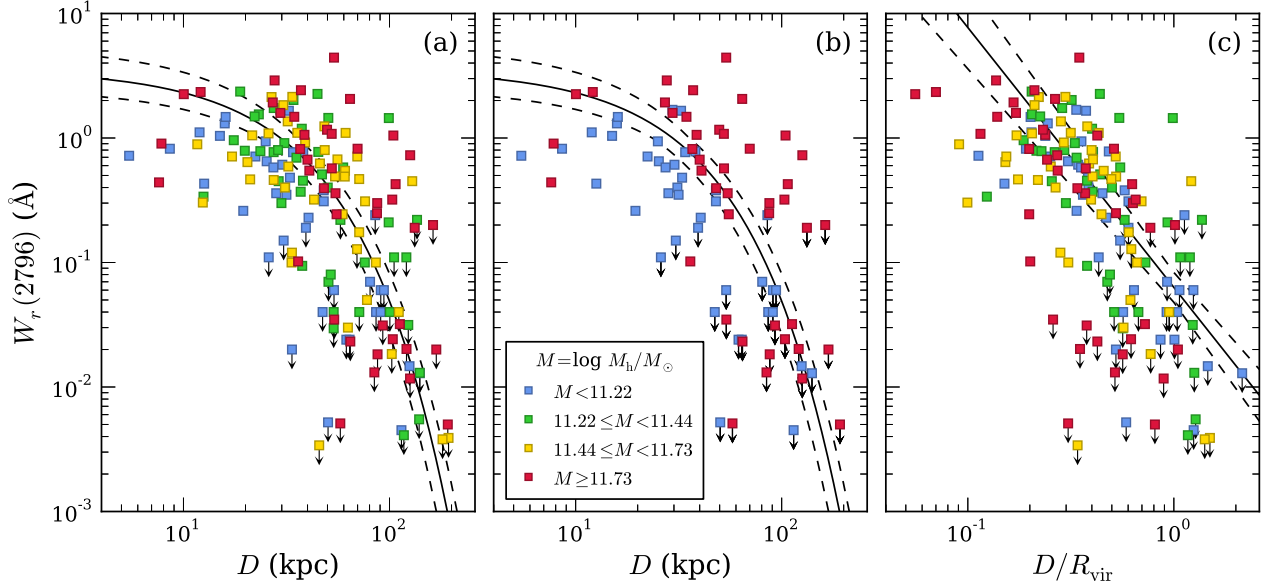 (a)
(b)
(c)
10^1
10^0
10^-1
10^-2
10^-3
W_r(2796) (Å)
M=log M_h/M_⊙
M<11.22
11.22≤M<11.44
11.44≤M<11.73
M≥11.73
10^1 10^2 10^1 10^2 10^-1 10^0
D (kpc) D (kpc) D/R_vir